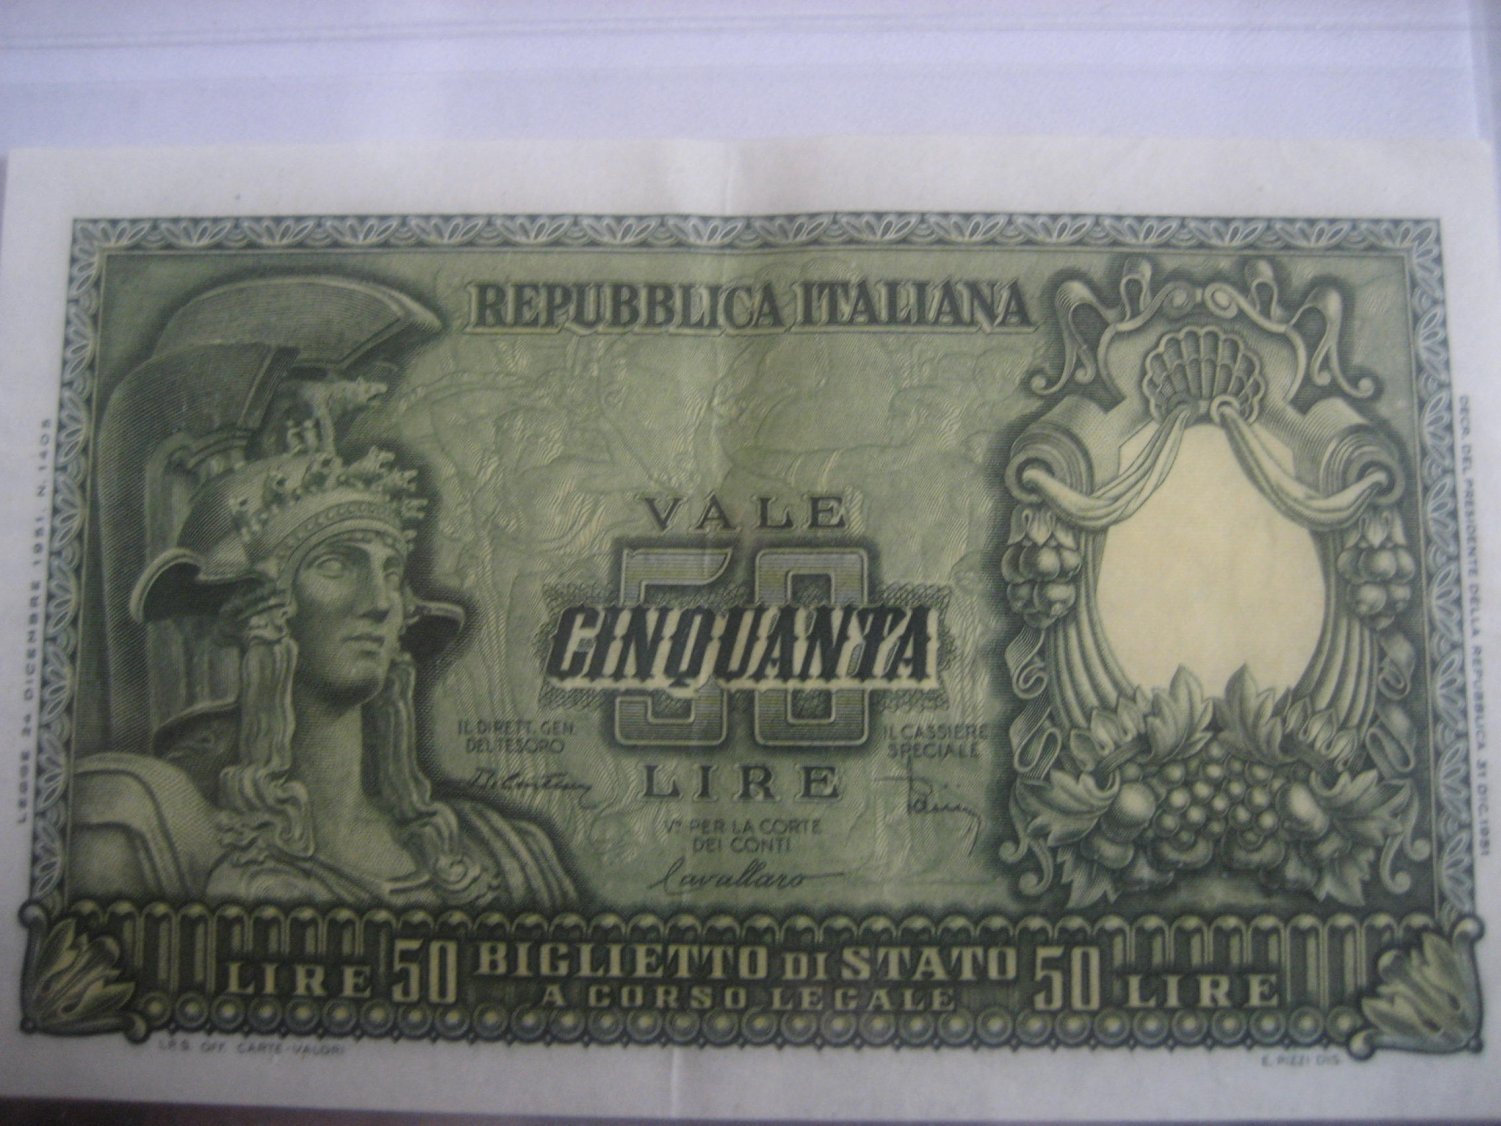 REPUBBLICA ITALIANA
LEGGE 24 DICEMBRE 1951. N. 1405
DECR. DEL PRESIDENTE DELLA REPUBBLICA 31 DIC. 1951
VALE
50
CINQUANTA
LIRE
IL DIRETT. GEN.
DEL TESORO
IL CASSIERE
SPECIALE
Vº PER LA CORTE
DEI CONTI
Cavallaro
LIRE 50 BIGLIETTO DI STATO 50 LIRE
A CORSO LEGALE
I.P.S. OFF. CARTE-VALORI
E. PIZZI DIS.